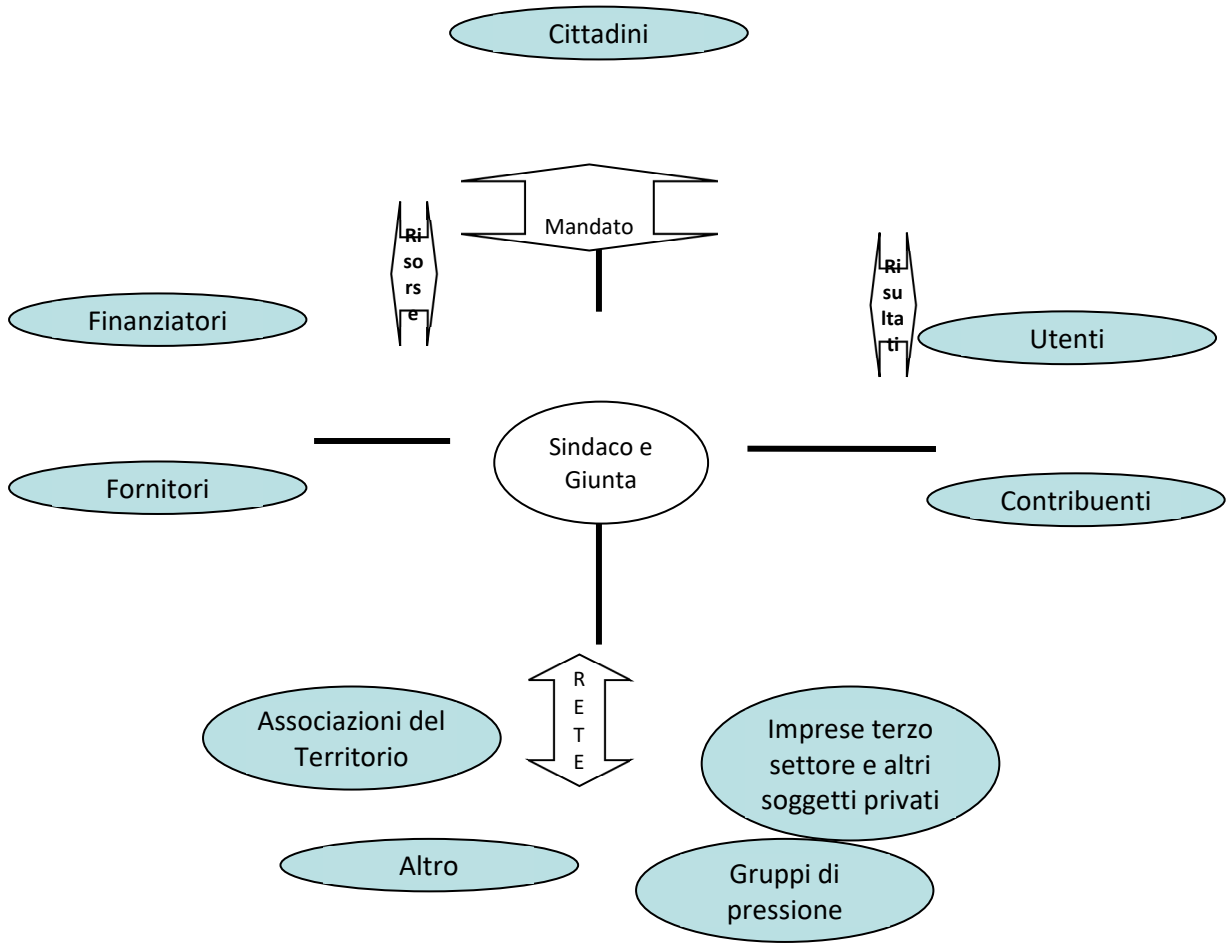 Cittadini
Mandato
Ri
so
rs
e
Ri
su
lta
ti
Finanziatori
Utenti
Sindaco e
Giunta
Fornitori
Contribuenti
R
E
T
E
Associazioni del
Territorio
Imprese terzo
settore e altri
soggetti privati
Altro
Gruppi di
pressione